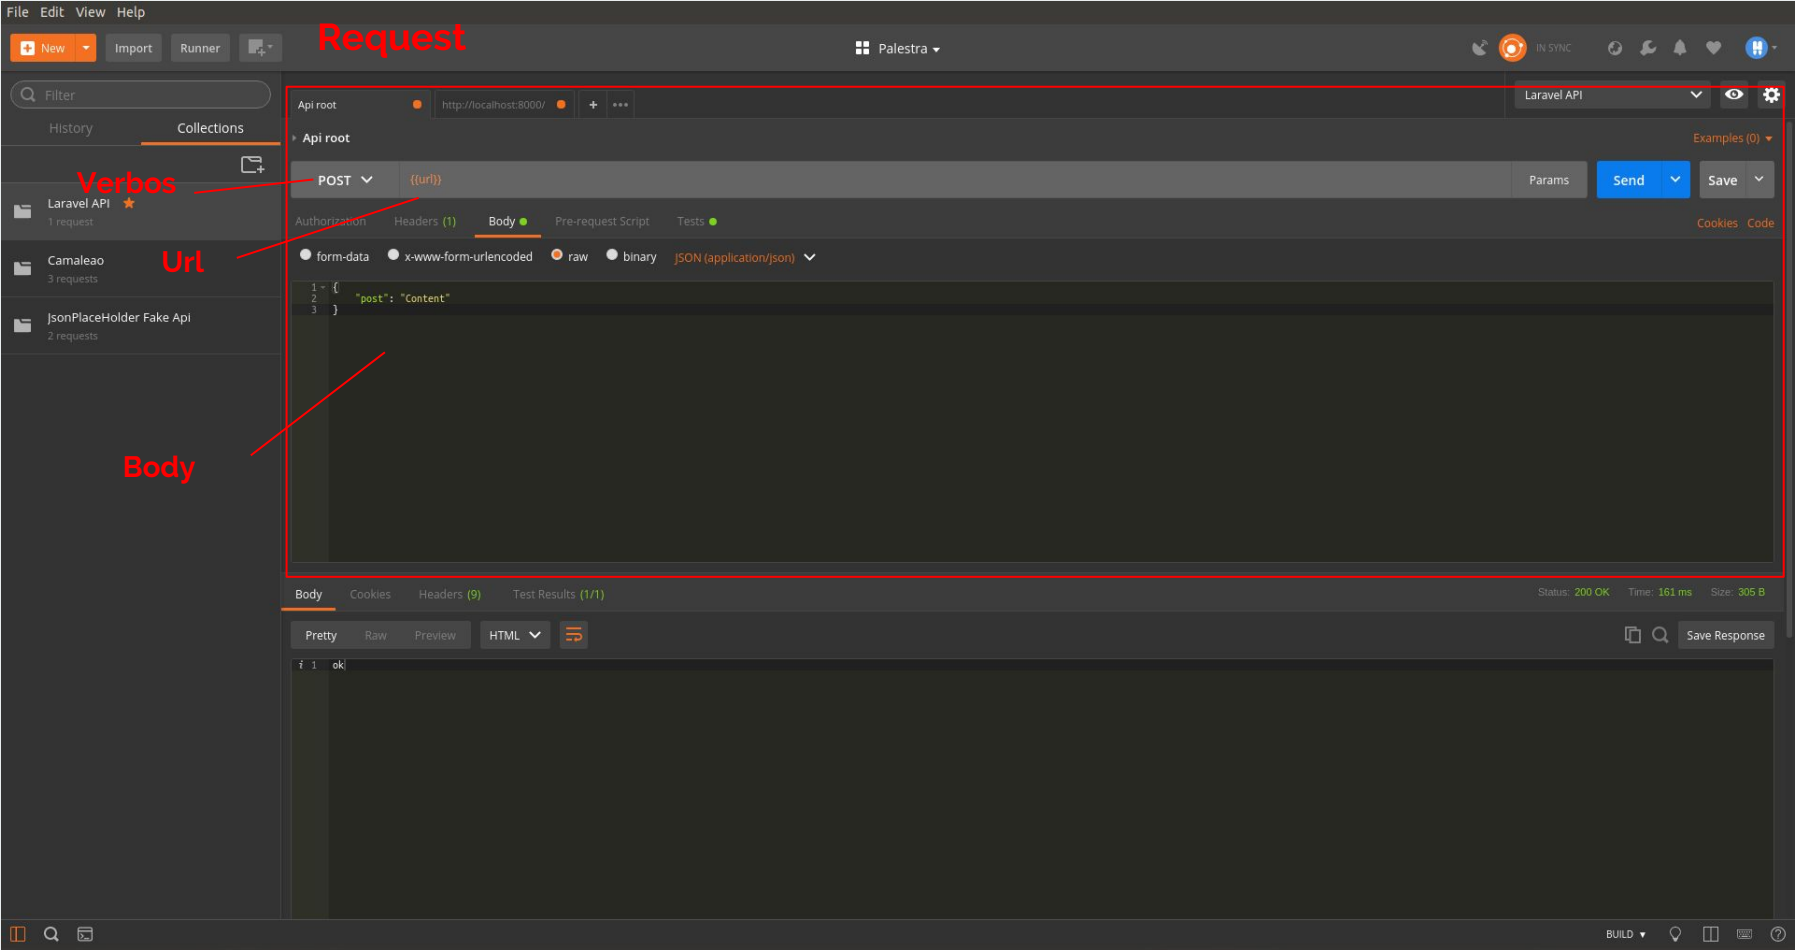 File Edit View Help
New Import Runner Request Palestra IN SYNC
Filter
History Collections
Verbos
Laravel API
1 request
Camaleao
3 requests
JsonPlaceHolder Fake Api
2 requests
Url
Body
Api root http://localhost:8000/ + ••• Laravel API
Api root Examples (0)
POST {{url}} Params Send Save
Authorization Headers (1) Body Pre-request Script Tests Cookies Code
form-data x-www-form-urlencoded raw binary JSON (application/json)
1 {
2 "post": "Content"
3 }
Body Cookies Headers (9) Test Results (1/1) Status: 200 OK Time: 161 ms Size: 305 B
Pretty Raw Preview HTML Save Response
i 1 ok
BUILD